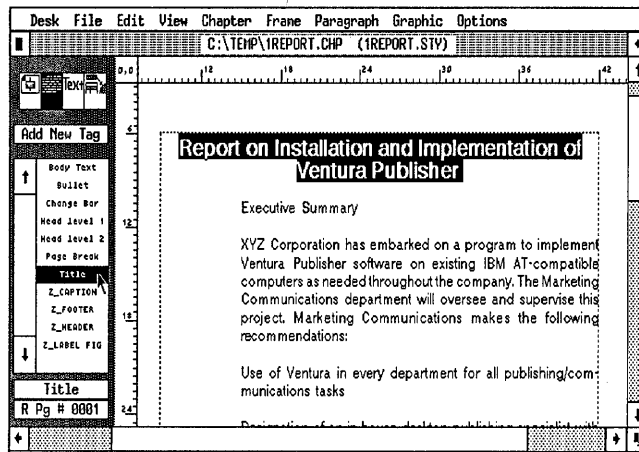 Desk File Edit View Chapter Frame Paragraph Graphic Options
C:\TEMP\1REPORT.CHP (1REPORT.STY)
0,0 12 18 24 30 36 42
Text
Add New Tag
Body Text
Bullet
Change Bar
Head level 1
Head level 2
Page Break
Title
Z_CAPTION
Z_FOOTER
Z_HEADER
Z_LABEL FIG
Title
R Pg # 0001
6
12
18
24
Report on Installation and Implementation of
Ventura Publisher
Executive Summary
XYZ Corporation has embarked on a program to implement
Ventura Publisher software on existing IBM AT-compatible
computers as needed throughout the company. The Marketing
Communications department will oversee and supervise this
project. Marketing Communications makes the following
recommendations:
Use of Ventura in every department for all publishing/com-
munications tasks